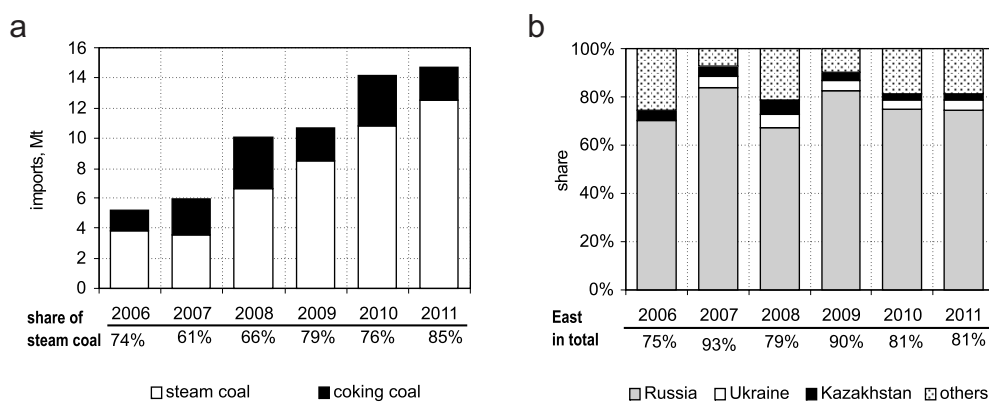 a
imports, Mt
16
14
12
10
8
6
4
2
0
2006 2007 2008 2009 2010 2011
share of
steam coal 74% 61% 66% 79% 76% 85%
steam coal coking coal
b
share
100%
80%
60%
40%
20%
0%
2006 2007 2008 2009 2010 2011
East
in total 75% 93% 79% 90% 81% 81%
Russia Ukraine Kazakhstan others